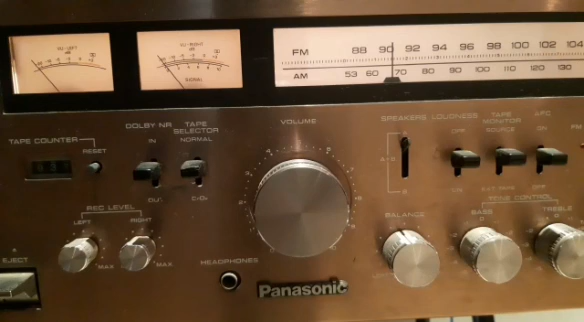 VU-LEFT
VU-RIGHT
FM 88 90 92 94 96 98 100 102 104
AM 53 60 70 80 90 100 110 120 130
TAPE COUNTER
RESET
DOLBY NR
IN
OUT
TAPE SELECTOR
NORMAL
CrO2
VOLUME
SPEAKERS
A
A+B
B
LOUDNESS
OFF
ON
TAPE MONITOR
SOURCE
EXT. TAPE
AFC
ON
OFF
FM
REC LEVEL
LEFT
RIGHT
MAX
MAX
BALANCE
TONE CONTROL
BASS
TREBLE
EJECT
HEADPHONES
Panasonic